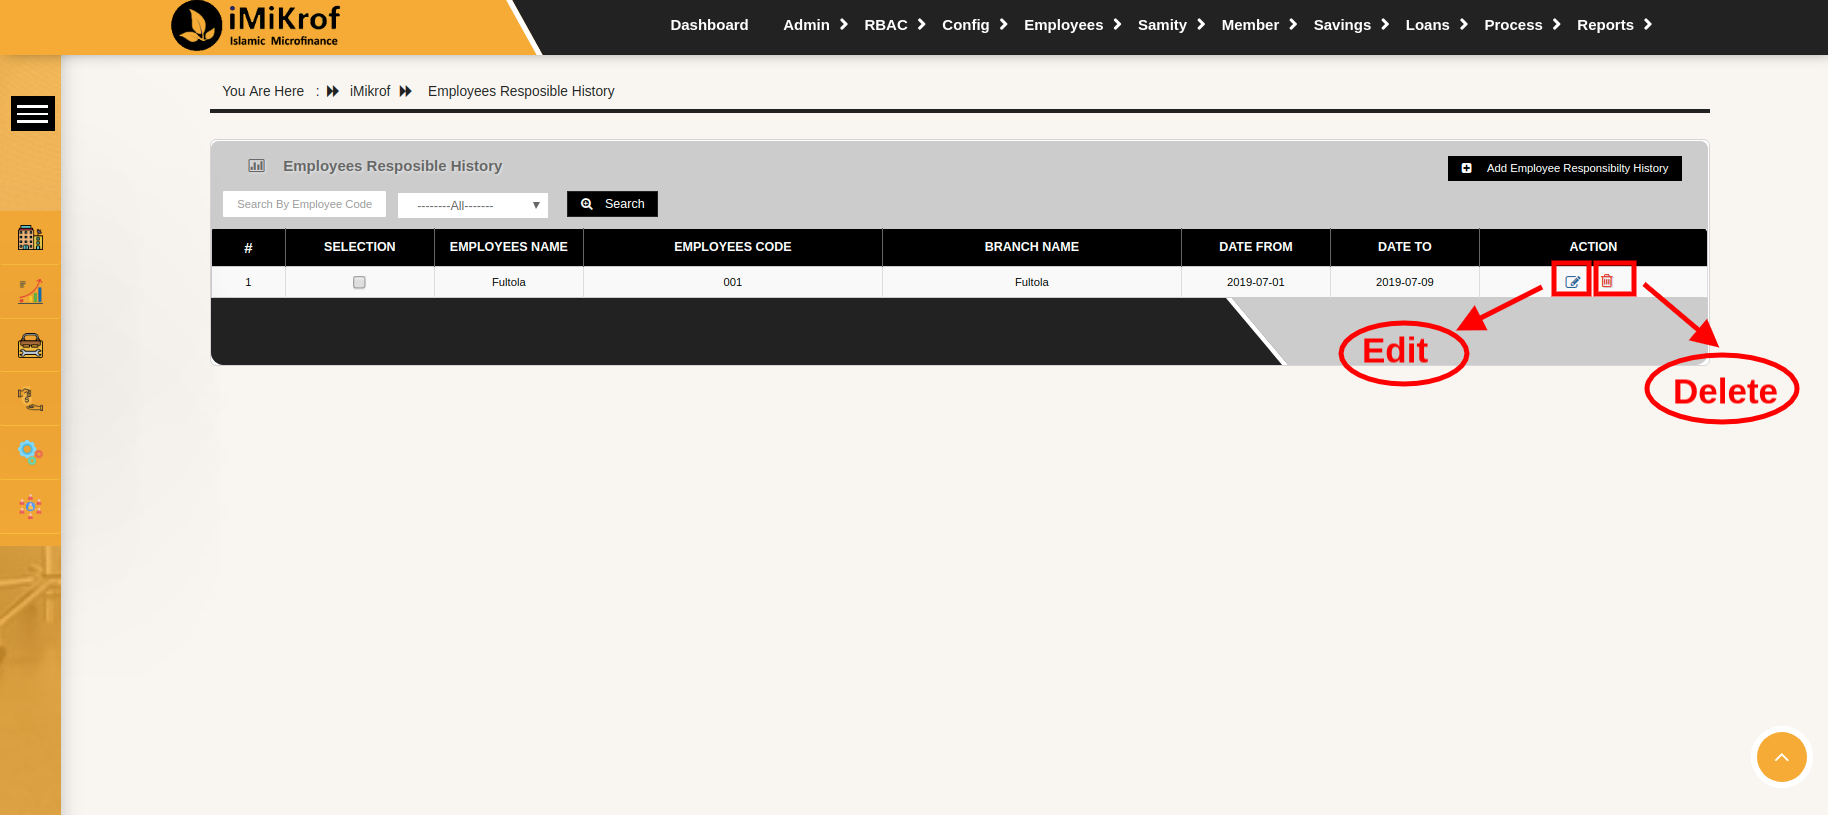 iMiKrof
Islamic Microfinance
Dashboard Admin RBAC Config Employees Samity Member Savings Loans Process Reports
You Are Here : iMikrof Employees Resposible History
Employees Resposible History
Add Employee Responsibilty History
Search By Employee Code --------All------- Search
# SELECTION EMPLOYEES NAME EMPLOYEES CODE BRANCH NAME DATE FROM DATE TO ACTION
1 Fultola 001 Fultola 2019-07-01 2019-07-09
Edit
Delete